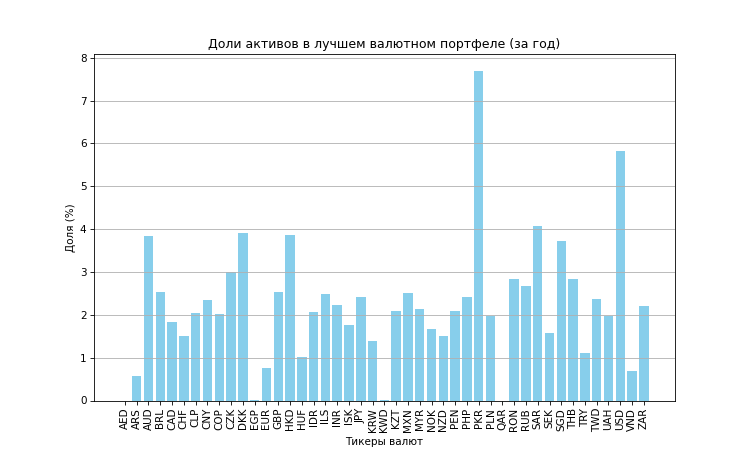 Доли активов в лучшем валютном портфеле (за год)
Доля (%)
8
7
6
5
4
3
2
1
0
AED ARS AUD BRL CAD CHF CLP CNY COP CZK DKK EGP EUR GBP HKD HUF IDR ILS INR ISK JPY KRW KWD KZT MXN MYR NOK NZD PEN PHP PKR PLN QAR RON RUB SAR SEK SGD THB TRY TWD UAH USD VND ZAR
Тикеры валют